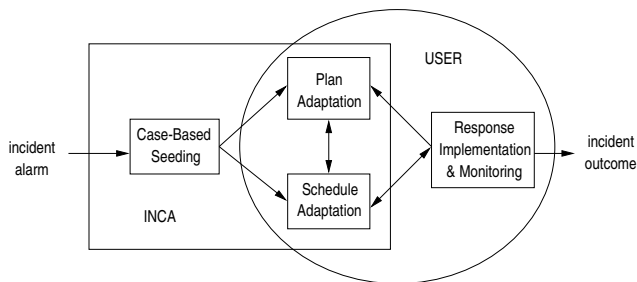 USER
Plan
Adaptation
incident
alarm
Case-Based
Seeding
Response
Implementation
& Monitoring
incident
outcome
Schedule
Adaptation
INCA